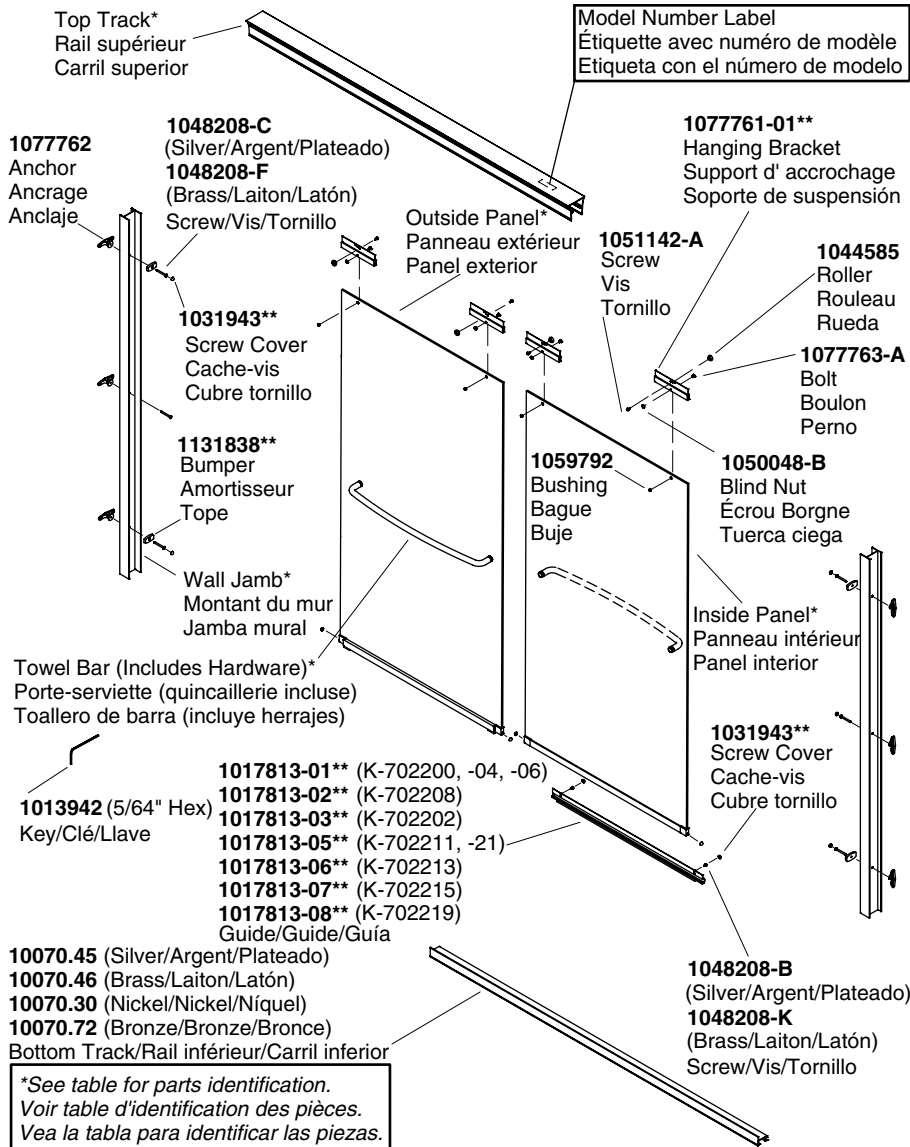 Top Track*
Rail supérieur
Carril superior
Model Number Label
Étiquette avec numéro de modèle
Etiqueta con el número de modelo
1077762
Anchor
Ancrage
Anclaje
1048208-C
(Silver/Argent/Plateado)
1048208-F
(Brass/Laiton/Latón)
Screw/Vis/Tornillo
1077761-01**
Hanging Bracket
Support d' accrochage
Soporte de suspensión
Outside Panel*
Panneau extérieur
Panel exterior
1051142-A
Screw
Vis
Tornillo
1044585
Roller
Rouleau
Rueda
1031943**
Screw Cover
Cache-vis
Cubre tornillo
1077763-A
Bolt
Boulon
Perno
1131838**
Bumper
Amortisseur
Tope
1059792
Bushing
Bague
Buje
1050048-B
Blind Nut
Écrou Borgne
Tuerca ciega
Wall Jamb*
Montant du mur
Jamba mural
Inside Panel*
Panneau intérieur
Panel interior
Towel Bar (Includes Hardware)*
Porte-serviette (quincaillerie incluse)
Toallero de barra (incluye herrajes)
1031943**
Screw Cover
Cache-vis
Cubre tornillo
1013942 (5/64" Hex)
Key/Clé/Llave
1017813-01** (K-702200, -04, -06)
1017813-02** (K-702208)
1017813-03** (K-702202)
1017813-05** (K-702211, -21)
1017813-06** (K-702213)
1017813-07** (K-702215)
1017813-08** (K-702219)
Guide/Guide/Guía
10070.45 (Silver/Argent/Plateado)
10070.46 (Brass/Laiton/Latón)
10070.30 (Nickel/Nickel/Níquel)
10070.72 (Bronze/Bronze/Bronce)
Bottom Track/Rail inférieur/Carril inferior
1048208-B
(Silver/Argent/Plateado)
1048208-K
(Brass/Laiton/Latón)
Screw/Vis/Tornillo
*See table for parts identification.
Voir table d'identification des pièces.
Vea la tabla para identificar las piezas.